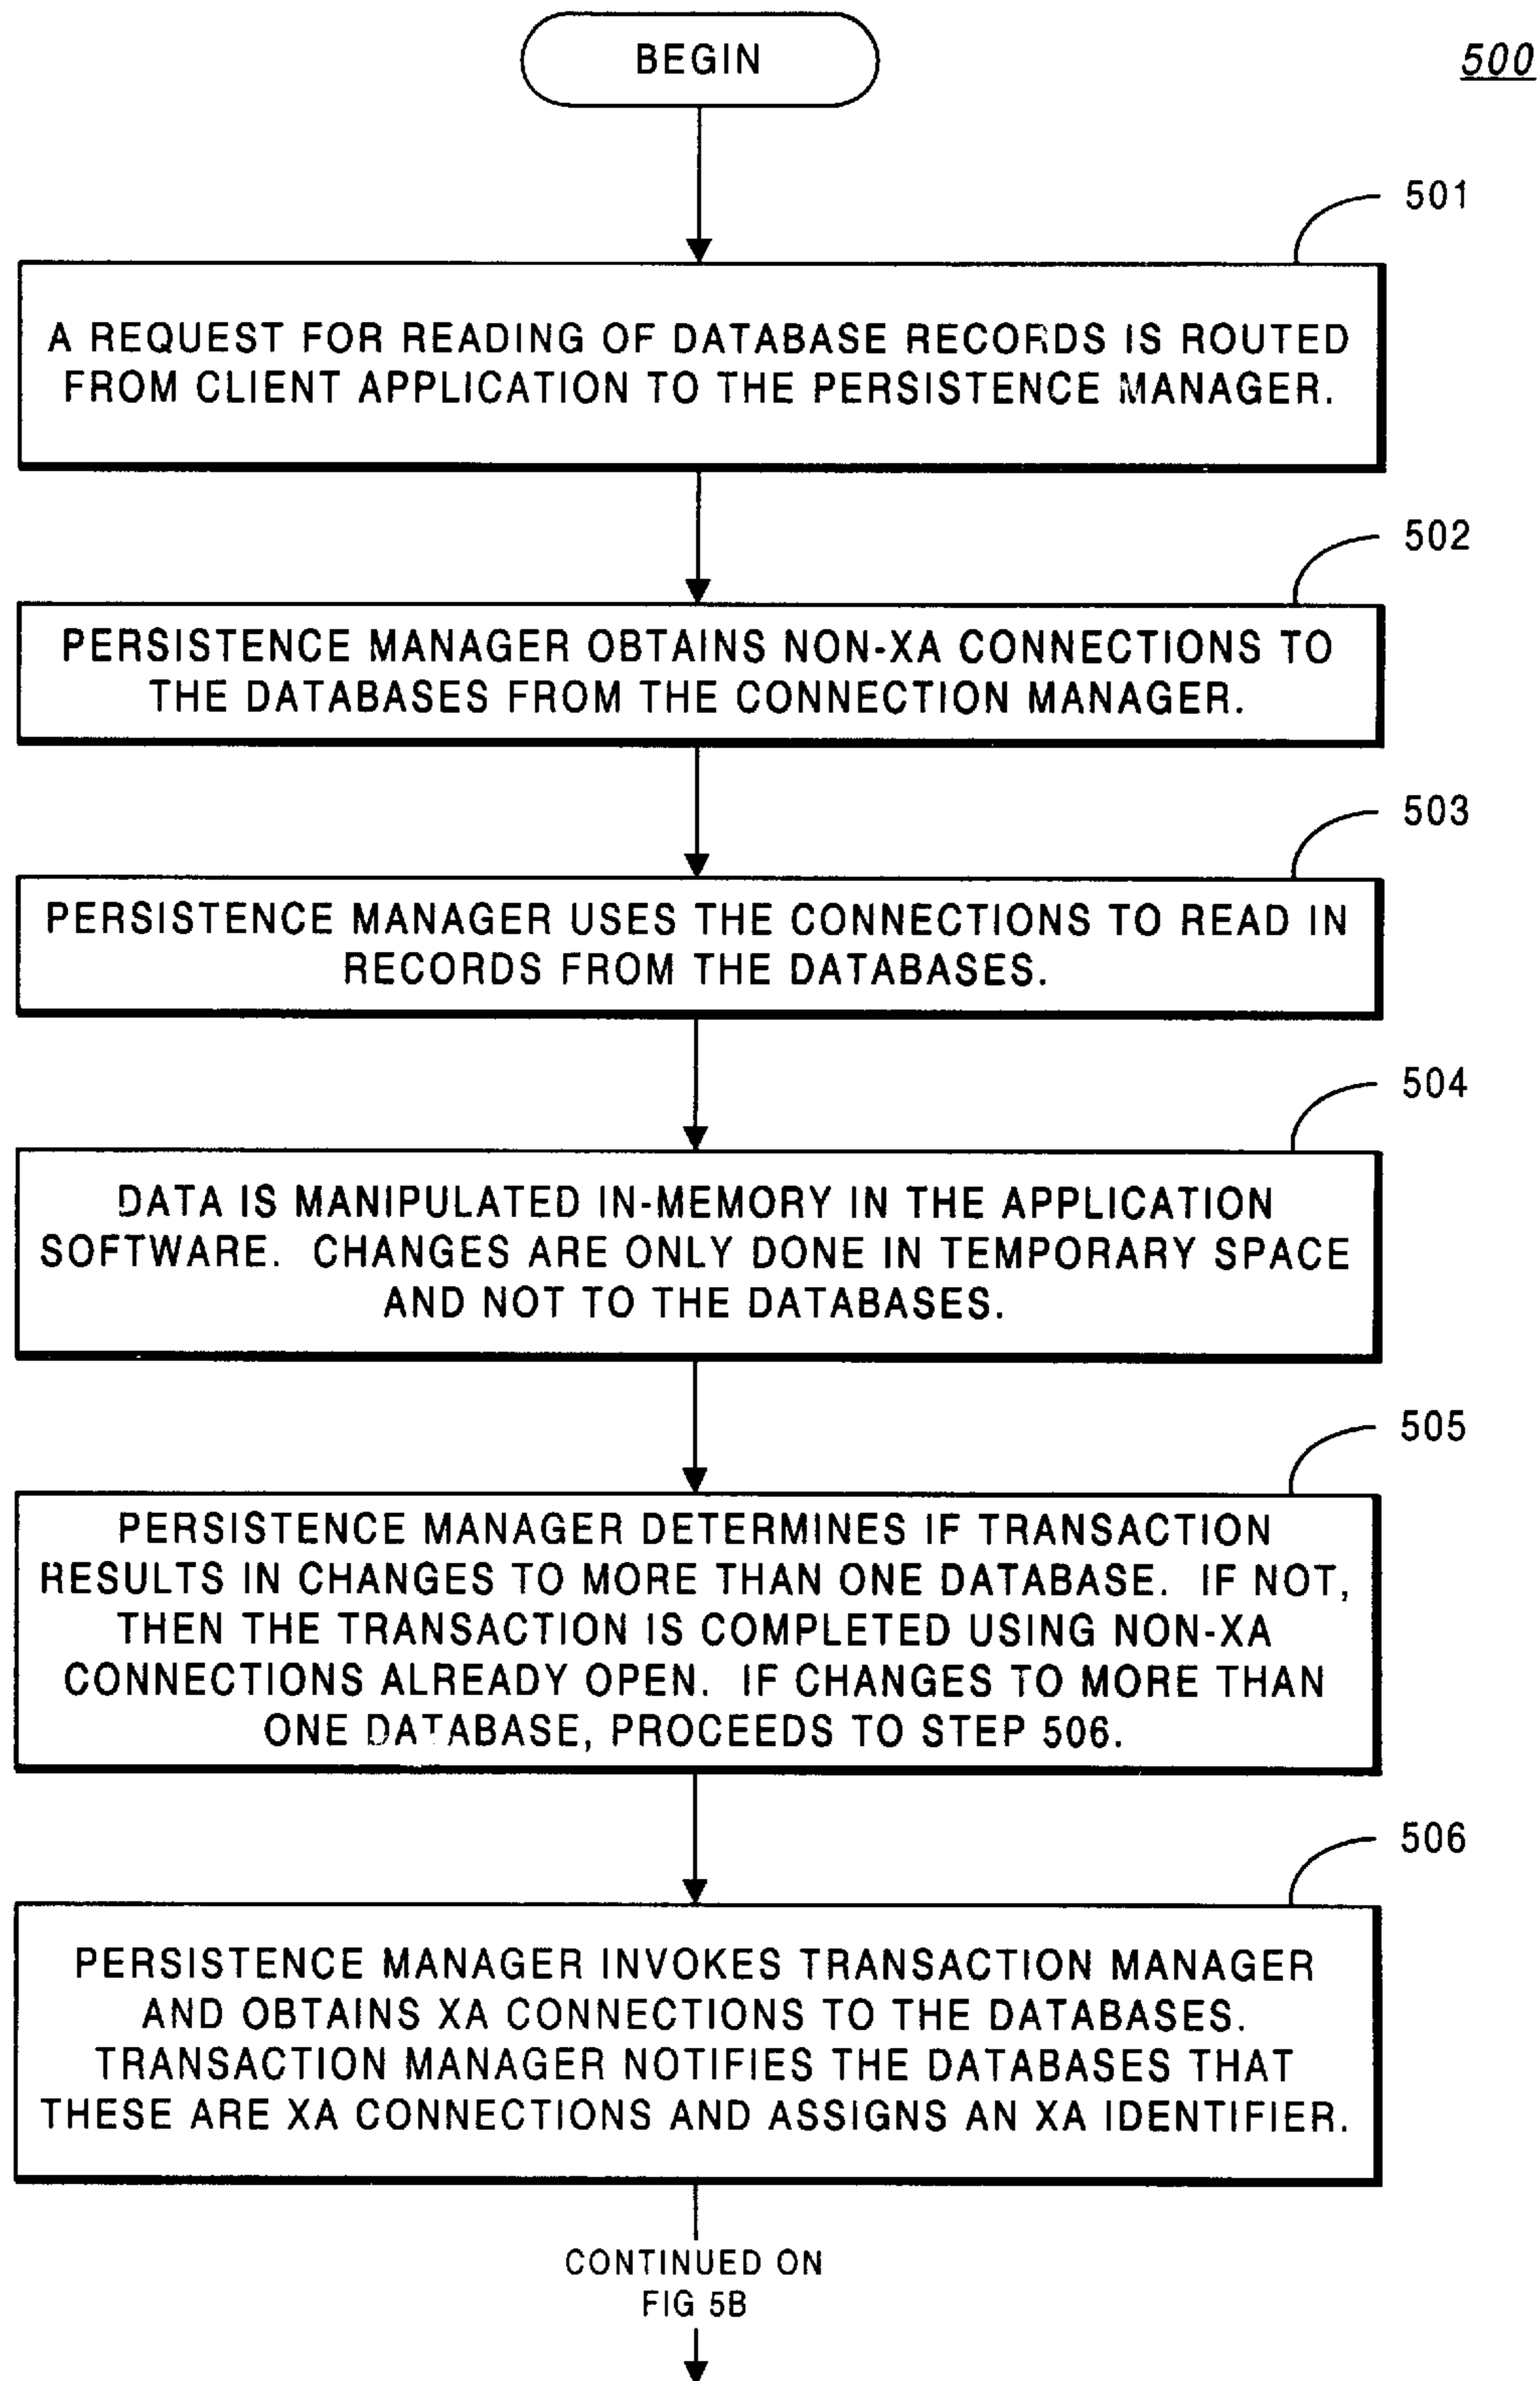 BEGIN
500
501
A REQUEST FOR READING OF DATABASE RECORDS IS ROUTED
FROM CLIENT APPLICATION TO THE PERSISTENCE MANAGER.
502
PERSISTENCE MANAGER OBTAINS NON-XA CONNECTIONS TO
THE DATABASES FROM THE CONNECTION MANAGER.
503
PERSISTENCE MANAGER USES THE CONNECTIONS TO READ IN
RECORDS FROM THE DATABASES.
504
DATA IS MANIPULATED IN-MEMORY IN THE APPLICATION
SOFTWARE. CHANGES ARE ONLY DONE IN TEMPORARY SPACE
AND NOT TO THE DATABASES.
505
PERSISTENCE MANAGER DETERMINES IF TRANSACTION
RESULTS IN CHANGES TO MORE THAN ONE DATABASE. IF NOT,
THEN THE TRANSACTION IS COMPLETED USING NON-XA
CONNECTIONS ALREADY OPEN. IF CHANGES TO MORE THAN
ONE DATABASE, PROCEEDS TO STEP 506.
506
PERSISTENCE MANAGER INVOKES TRANSACTION MANAGER
AND OBTAINS XA CONNECTIONS TO THE DATABASES.
TRANSACTION MANAGER NOTIFIES THE DATABASES THAT
THESE ARE XA CONNECTIONS AND ASSIGNS AN XA IDENTIFIER.
CONTINUED ON
FIG 5B